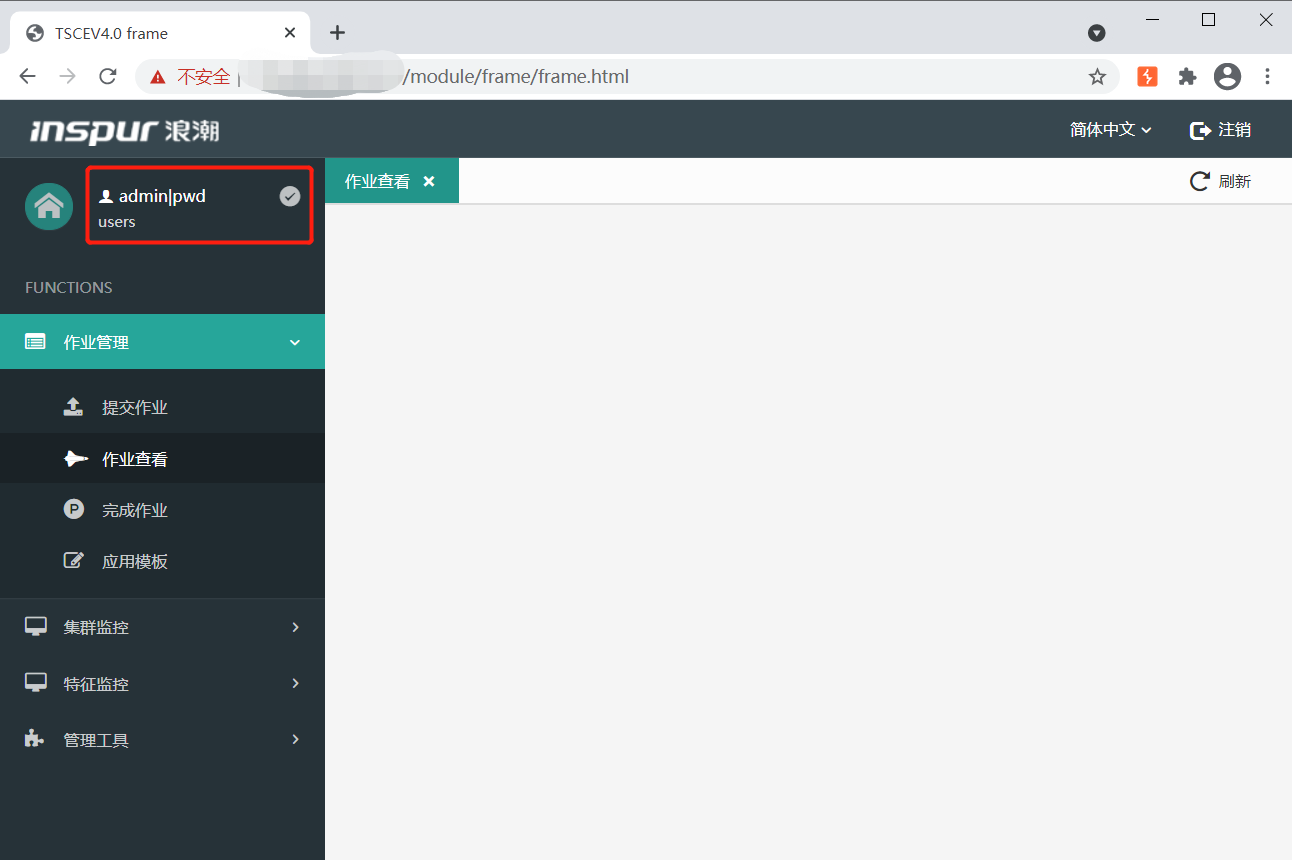 TSCEV4.0 frame
不安全 | /module/frame/frame.html
inspur 浪潮
简体中文
注销
admin|pwd
users
作业查看
刷新
FUNCTIONS
作业管理
提交作业
作业查看
P
完成作业
应用模板
集群监控
特征监控
管理工具